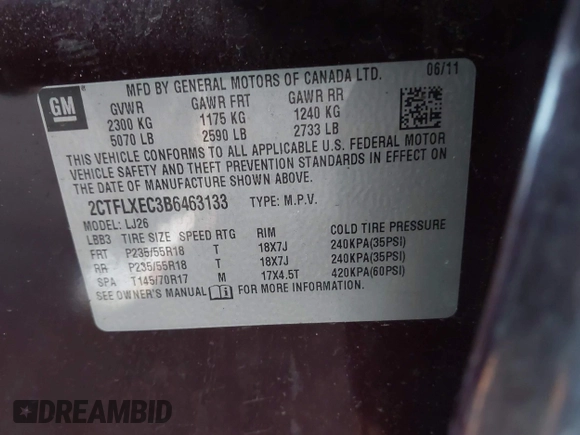 GM
MFD BY GENERAL MOTORS OF CANADA LTD. 06/11
GVWR GAWR FRT GAWR RR
2300 KG 1175 KG 1240 KG
5070 LB 2590 LB 2733 LB
THIS VEHICLE CONFORMS TO ALL APPLICABLE U.S. FEDERAL MOTOR
VEHICLE SAFETY AND THEFT PREVENTION STANDARDS IN EFFECT ON
THE DATE OF MANUFACTURE SHOWN ABOVE.
2CTFLXEC3B6463133 TYPE: M.P.V.
MODEL: LJ26
LBB3 TIRE SIZE SPEED RTG RIM COLD TIRE PRESSURE
FRT P235/55R18 T 18X7J 240KPA(35PSI)
RR P235/55R18 T 18X7J 240KPA(35PSI)
SPA T145/70R17 M 17X4.5T 420KPA(60PSI)
SEE OWNER'S MANUAL FOR MORE INFORMATION.
DREAMBID